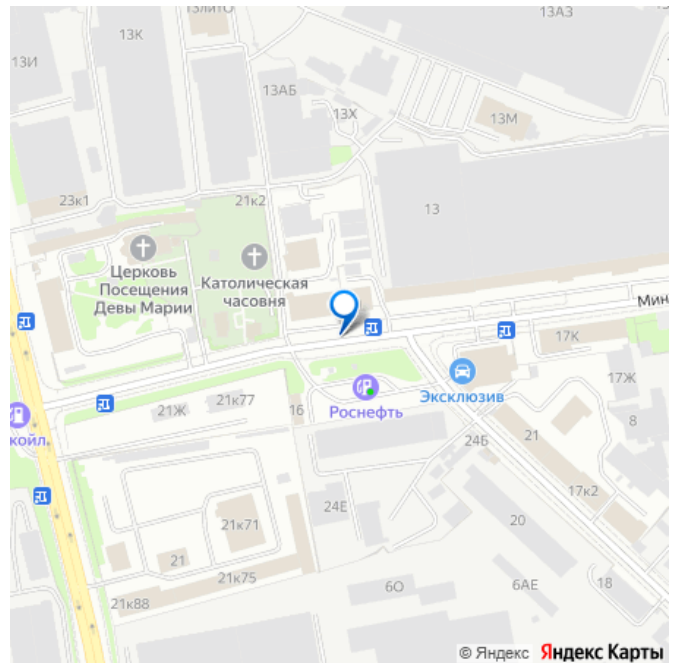 13ЛИТО
13АЗ
13К
13И
13АБ
13Х
13М
23к1
21к2
13
Церковь
Посещения
Девы Марии
Католическая
часовня
Мин
17К
17Ж
Эксклюзив
Роснефть
21Ж
21к77
16
8
койл
24Б
21
17к2
24Е
21к71
20
21
21к75
6О
6АЕ
18
21к88
© Яндекс Яндекс Карты